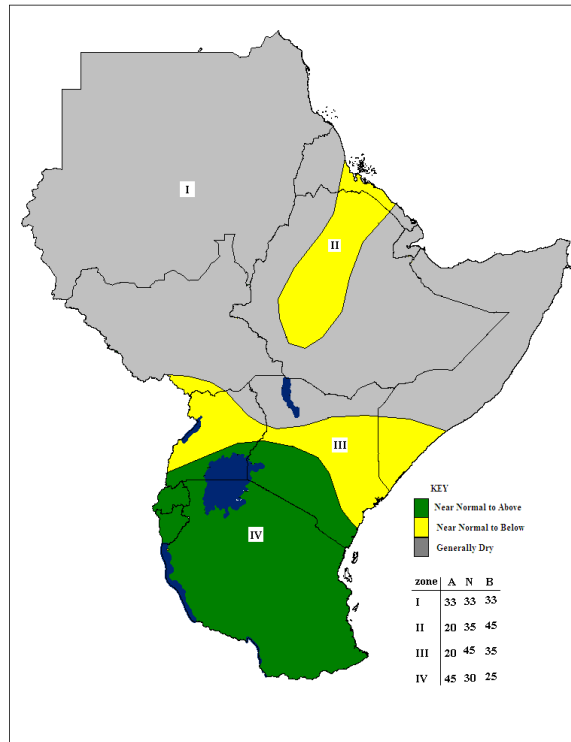 I
II
III
IV
KEY
Near Normal to Above
Near Normal to Below
Generally Dry
zone A N B
I 33 33 33
II 20 35 45
III 20 45 35
IV 45 30 25